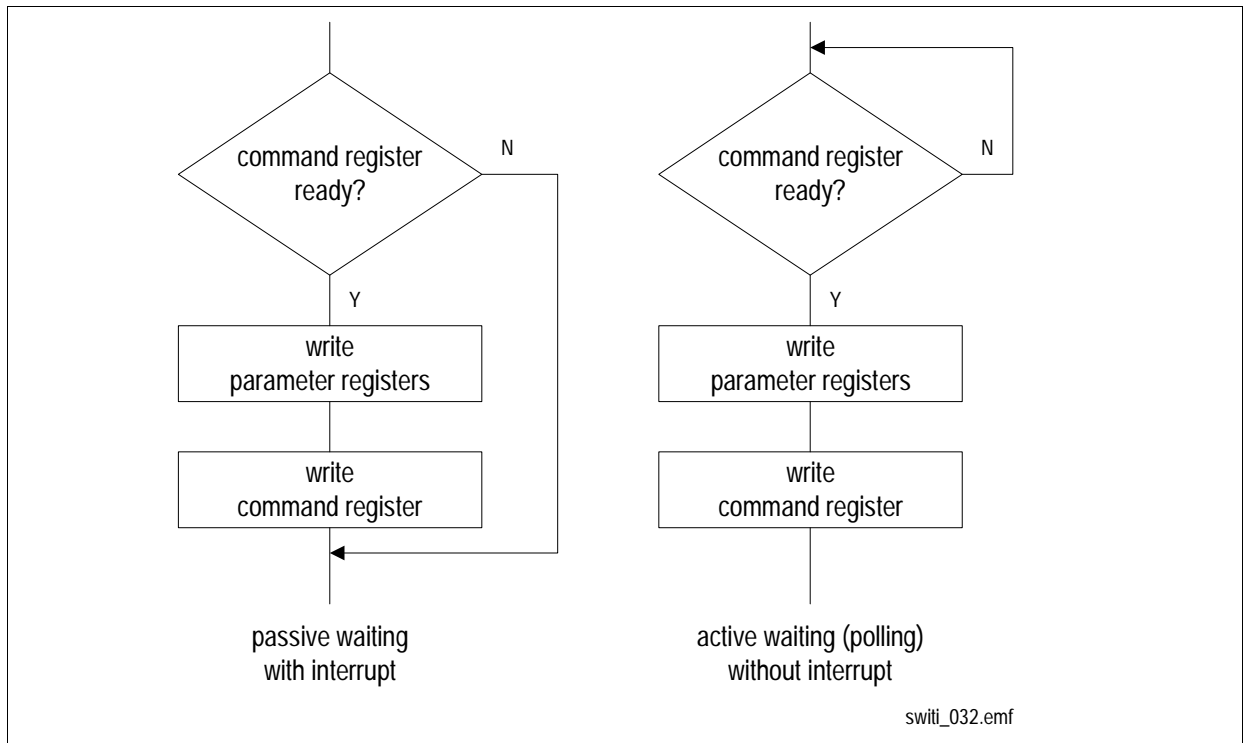 command register
ready?
N
Y
write
parameter registers
write
command register
passive waiting
with interrupt
command register
ready?
N
Y
write
parameter registers
write
command register
active waiting (polling)
without interrupt
switi_032.emf